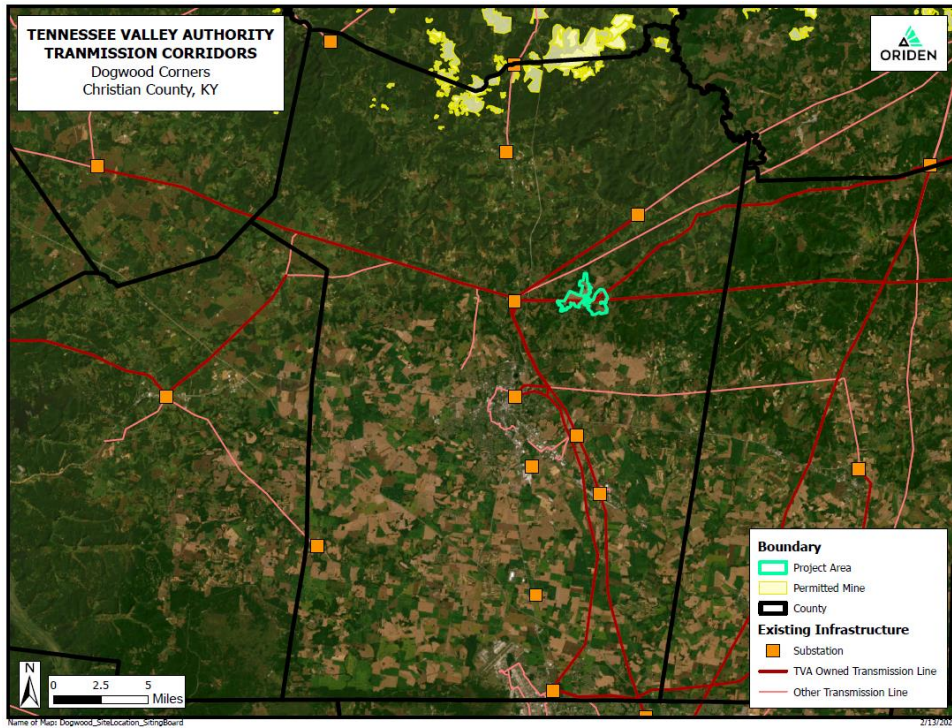 TENNESSEE VALLEY AUTHORITY
TRANMISSION CORRIDORS
Dogwood Corners
Christian County, KY
ORIDEN
Boundary
Project Area
Permitted Mine
County
Existing Infrastructure
Substation
TVA Owned Transmission Line
Other Transmission Line
N
0 2.5 5
Miles
Name of Map: Dogwood_SiteLocation_SitingBoard